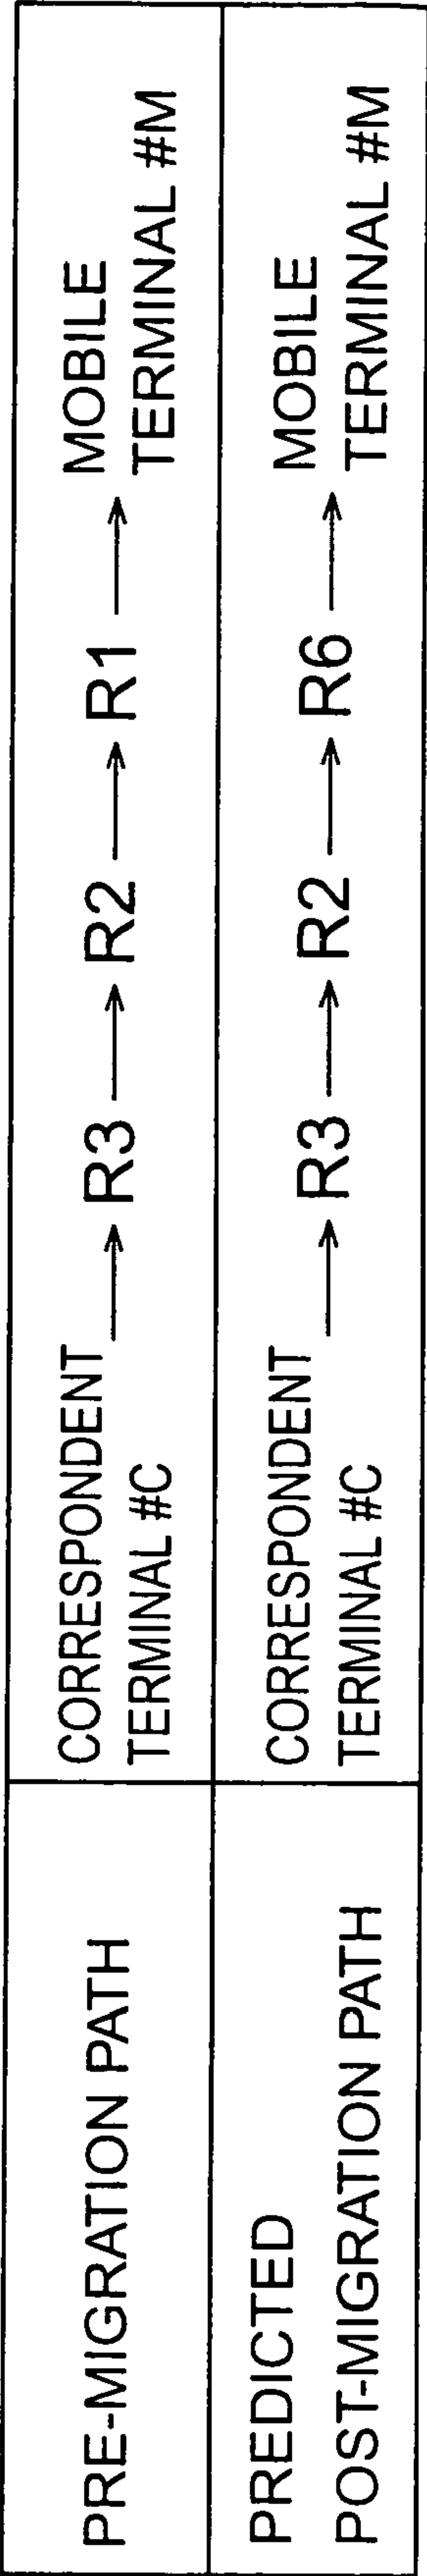 PRE-MIGRATION PATH
CORRESPONDENT
TERMINAL #C → R3 → R2 → R1 → MOBILE
TERMINAL #M
PREDICTED
POST-MIGRATION PATH
CORRESPONDENT
TERMINAL #C → R3 → R2 → R6 → MOBILE
TERMINAL #M